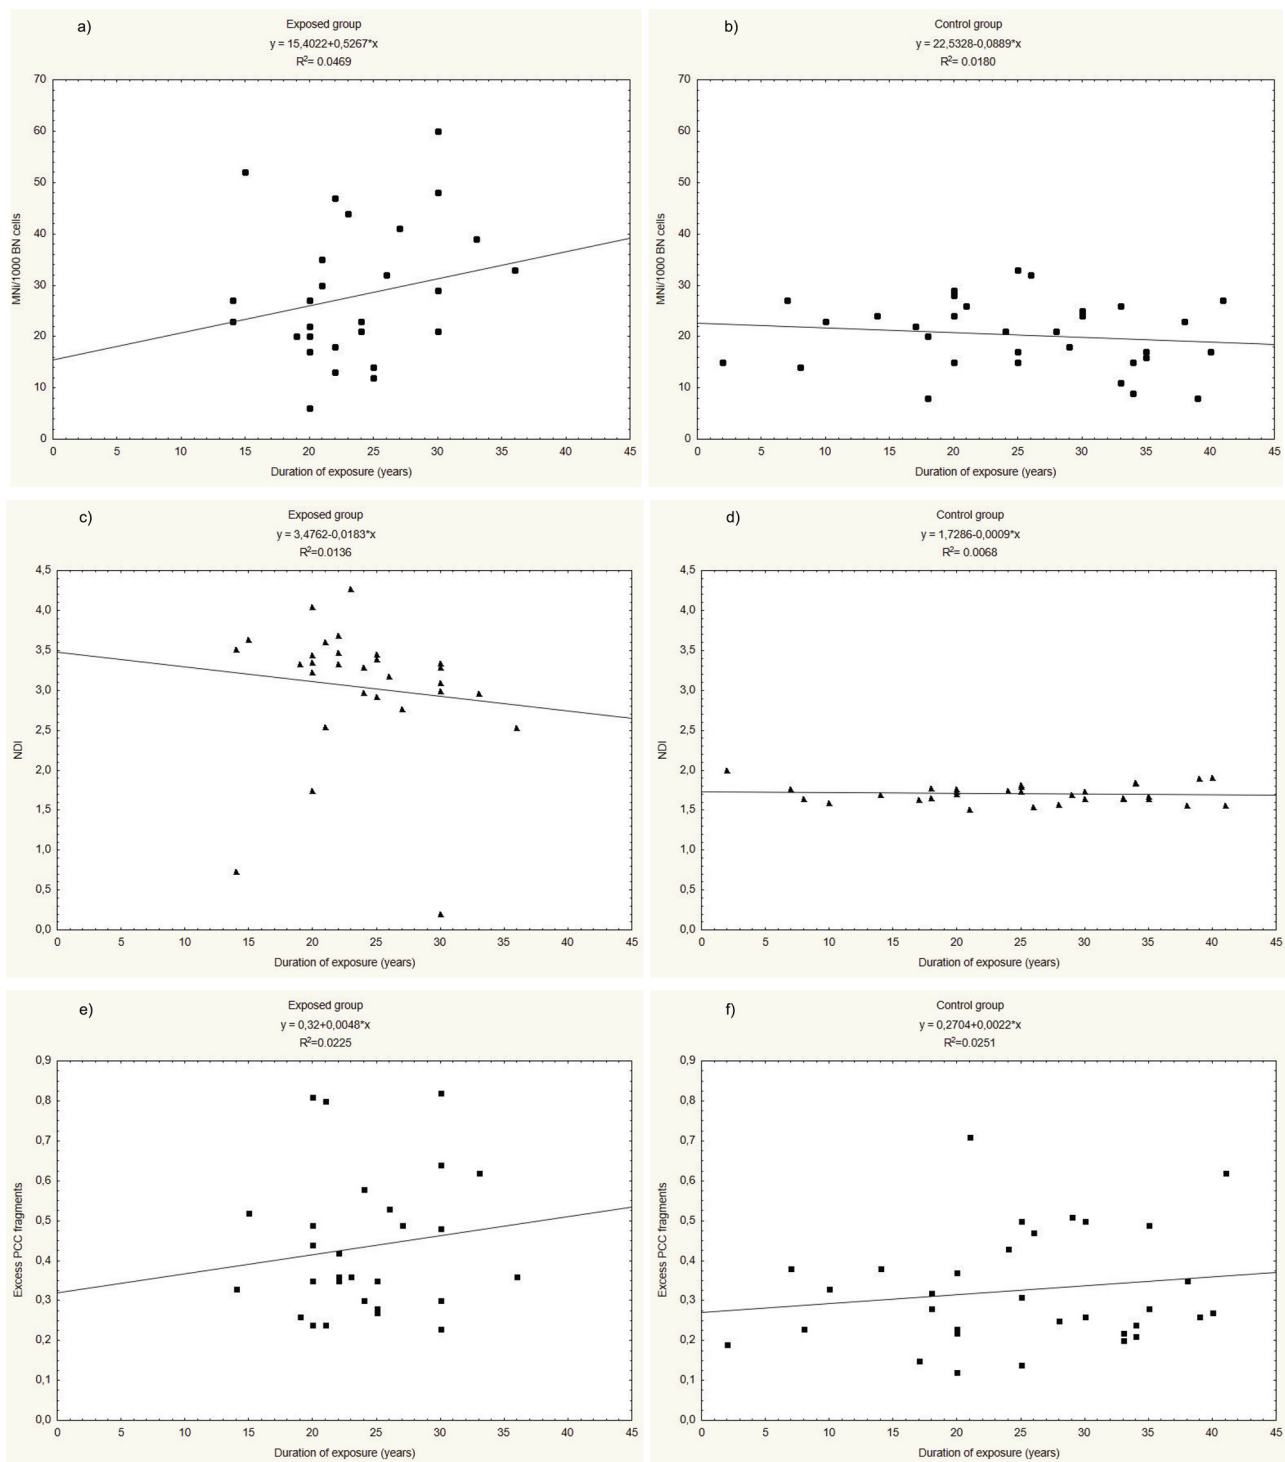 a)
Exposed group
y = 15,4022+0,5267*x
R²= 0.0469
MNi/1000 BN cells
70
60
50
40
30
20
10
0
0 5 10 15 20 25 30 35 40 45
Duration of exposure (years)
b)
Control group
y = 22,5328-0,0889*x
R²= 0.0180
MNi/1000 BN cells
70
60
50
40
30
20
10
0
0 5 10 15 20 25 30 35 40 45
Duration of exposure (years)
c)
Exposed group
y = 3,4762-0,0183*x
R²=0.0136
NDI
4,5
4,0
3,5
3,0
2,5
2,0
1,5
1,0
0,5
0,0
0 5 10 15 20 25 30 35 40 45
Duration of exposure (years)
d)
Control group
y = 1,7286-0,0009*x
R²= 0.0068
NDI
4,5
4,0
3,5
3,0
2,5
2,0
1,5
1,0
0,5
0,0
0 5 10 15 20 25 30 35 40 45
Duration of exposure (years)
e)
Exposed group
y = 0,32+0,0048*x
R²=0.0225
Excess PCC fragments
0,9
0,8
0,7
0,6
0,5
0,4
0,3
0,2
0,1
0,0
0 5 10 15 20 25 30 35 40 45
Duration of exposure (years)
f)
Control group
y = 0,2704+0,0022*x
R²=0.0251
Excess PCC fragments
0,9
0,8
0,7
0,6
0,5
0,4
0,3
0,2
0,1
0,0
0 5 10 15 20 25 30 35 40 45
Duration of exposure (years)